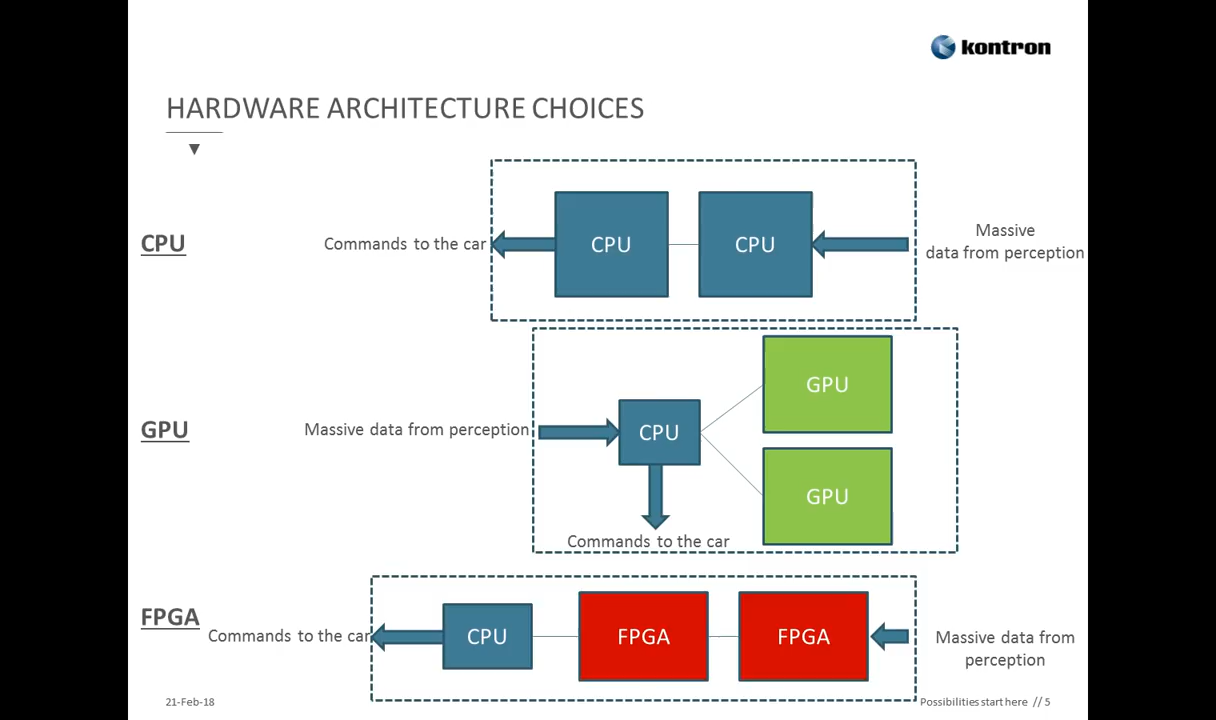 kontron
HARDWARE ARCHITECTURE CHOICES
CPU
Commands to the car
CPU
CPU
Massive
data from perception
GPU
Massive data from perception
CPU
GPU
GPU
Commands to the car
FPGA
Commands to the car
CPU
FPGA
FPGA
Massive data from
perception
21-Feb-18
Possibilities start here // 5